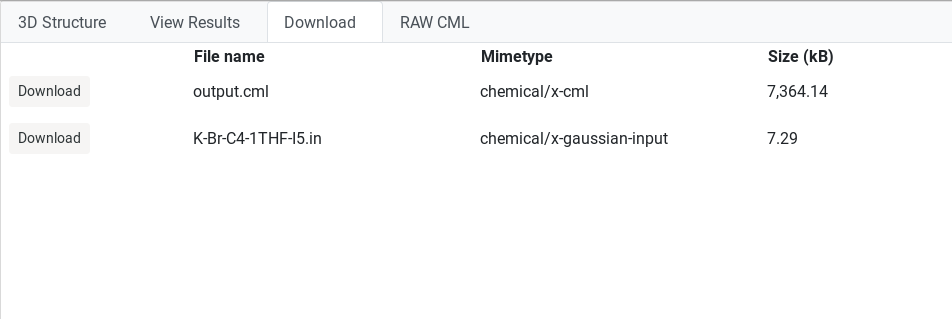 3D Structure View Results Download RAW CML
File name Mimetype Size (kB)
Download output.cml chemical/x-cml 7,364.14
Download K-Br-C4-1THF-I5.in chemical/x-gaussian-input 7.29